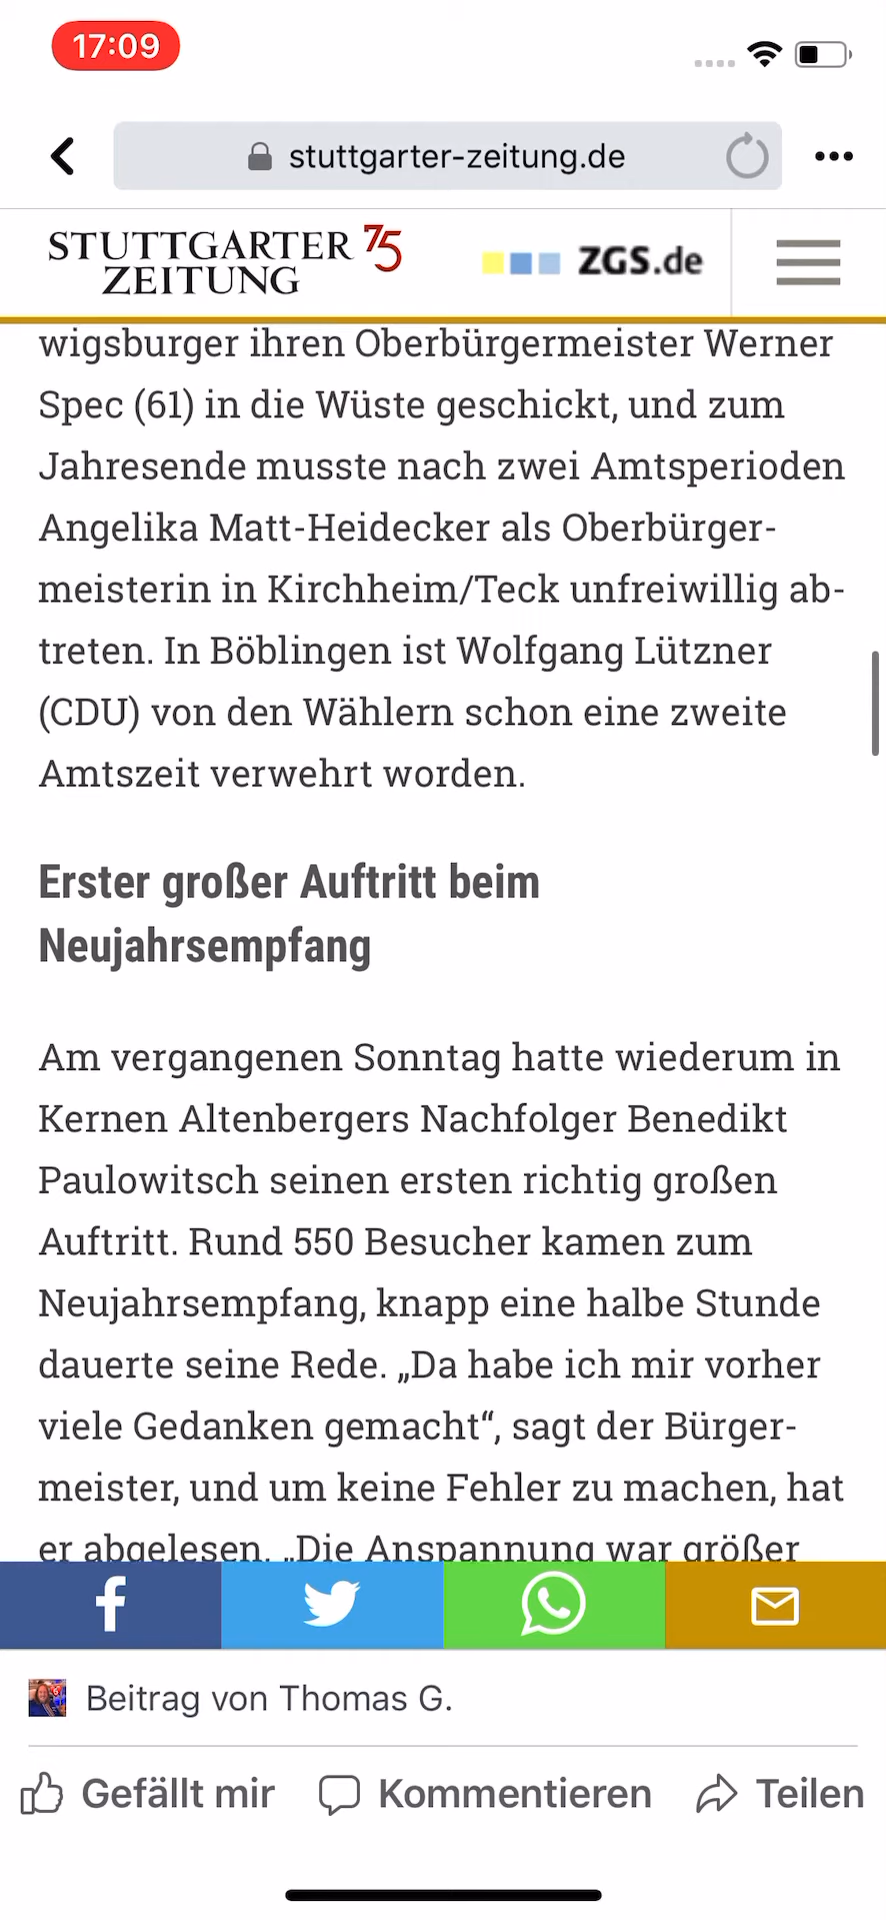 17:09
stuttgarter-zeitung.de
STUTTGARTER 75
ZEITUNG
ZGS.de
wigsburger ihren Oberbürgermeister Werner
Spec (61) in die Wüste geschickt, und zum
Jahresende musste nach zwei Amtsperioden
Angelika Matt-Heidecker als Oberbürger-
meisterin in Kirchheim/Teck unfreiwillig ab-
treten. In Böblingen ist Wolfgang Lützner
(CDU) von den Wählern schon eine zweite
Amtszeit verwehrt worden.
Erster großer Auftritt beim
Neujahrsempfang
Am vergangenen Sonntag hatte wiederum in
Kernen Altenbergers Nachfolger Benedikt
Paulowitsch seinen ersten richtig großen
Auftritt. Rund 550 Besucher kamen zum
Neujahrsempfang, knapp eine halbe Stunde
dauerte seine Rede. „Da habe ich mir vorher
viele Gedanken gemacht“, sagt der Bürger-
meister, und um keine Fehler zu machen, hat
er abgelesen. „Die Anspannung war größer
Beitrag von Thomas G.
Gefällt mir
Kommentieren
Teilen